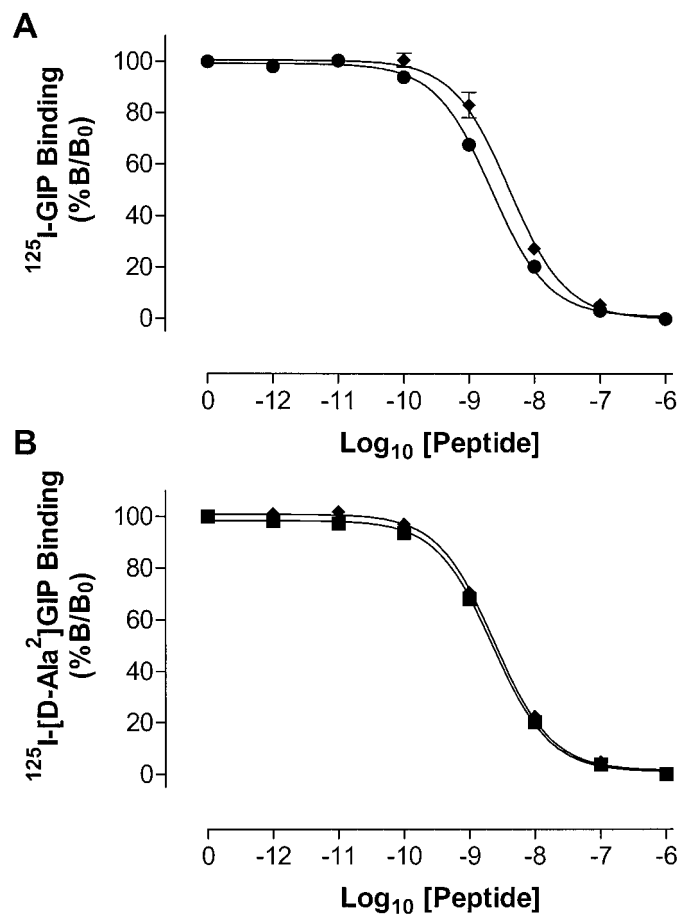 A
¹²⁵I-GIP Binding
(%B/B₀)
100
80
60
40
20
0
0 -12 -11 -10 -9 -8 -7 -6
Log₁₀ [Peptide]
B
¹²⁵I-[D-Ala²]GIP Binding
(%B/B₀)
100
80
60
40
20
0
0 -12 -11 -10 -9 -8 -7 -6
Log₁₀ [Peptide]